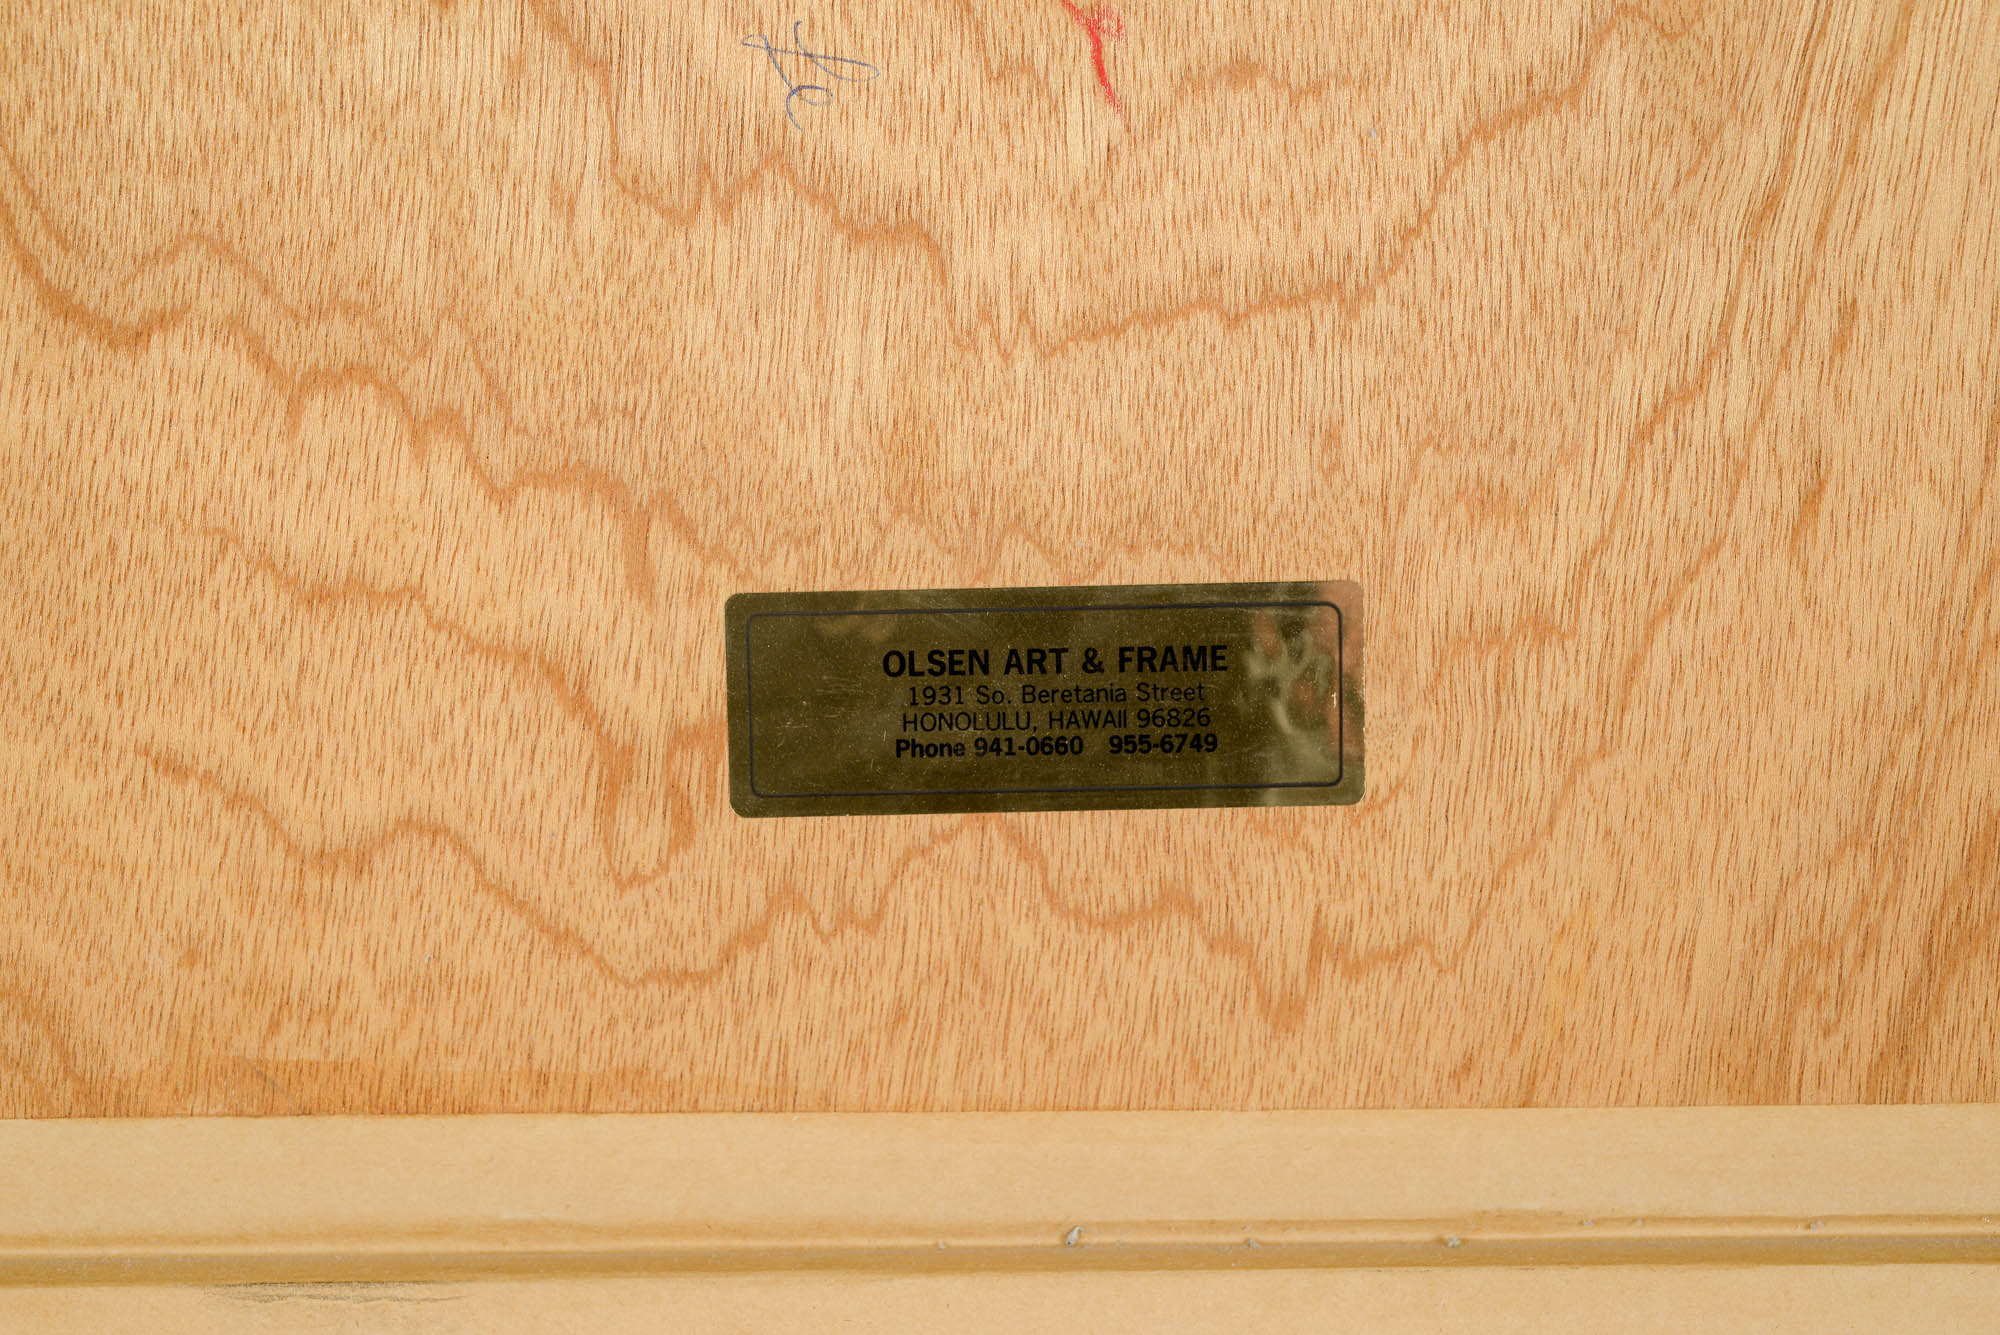 OLSEN ART & FRAME
1931 So. Beretania Street
HONOLULU, HAWAII 96826
Phone 941-0660 955-6749